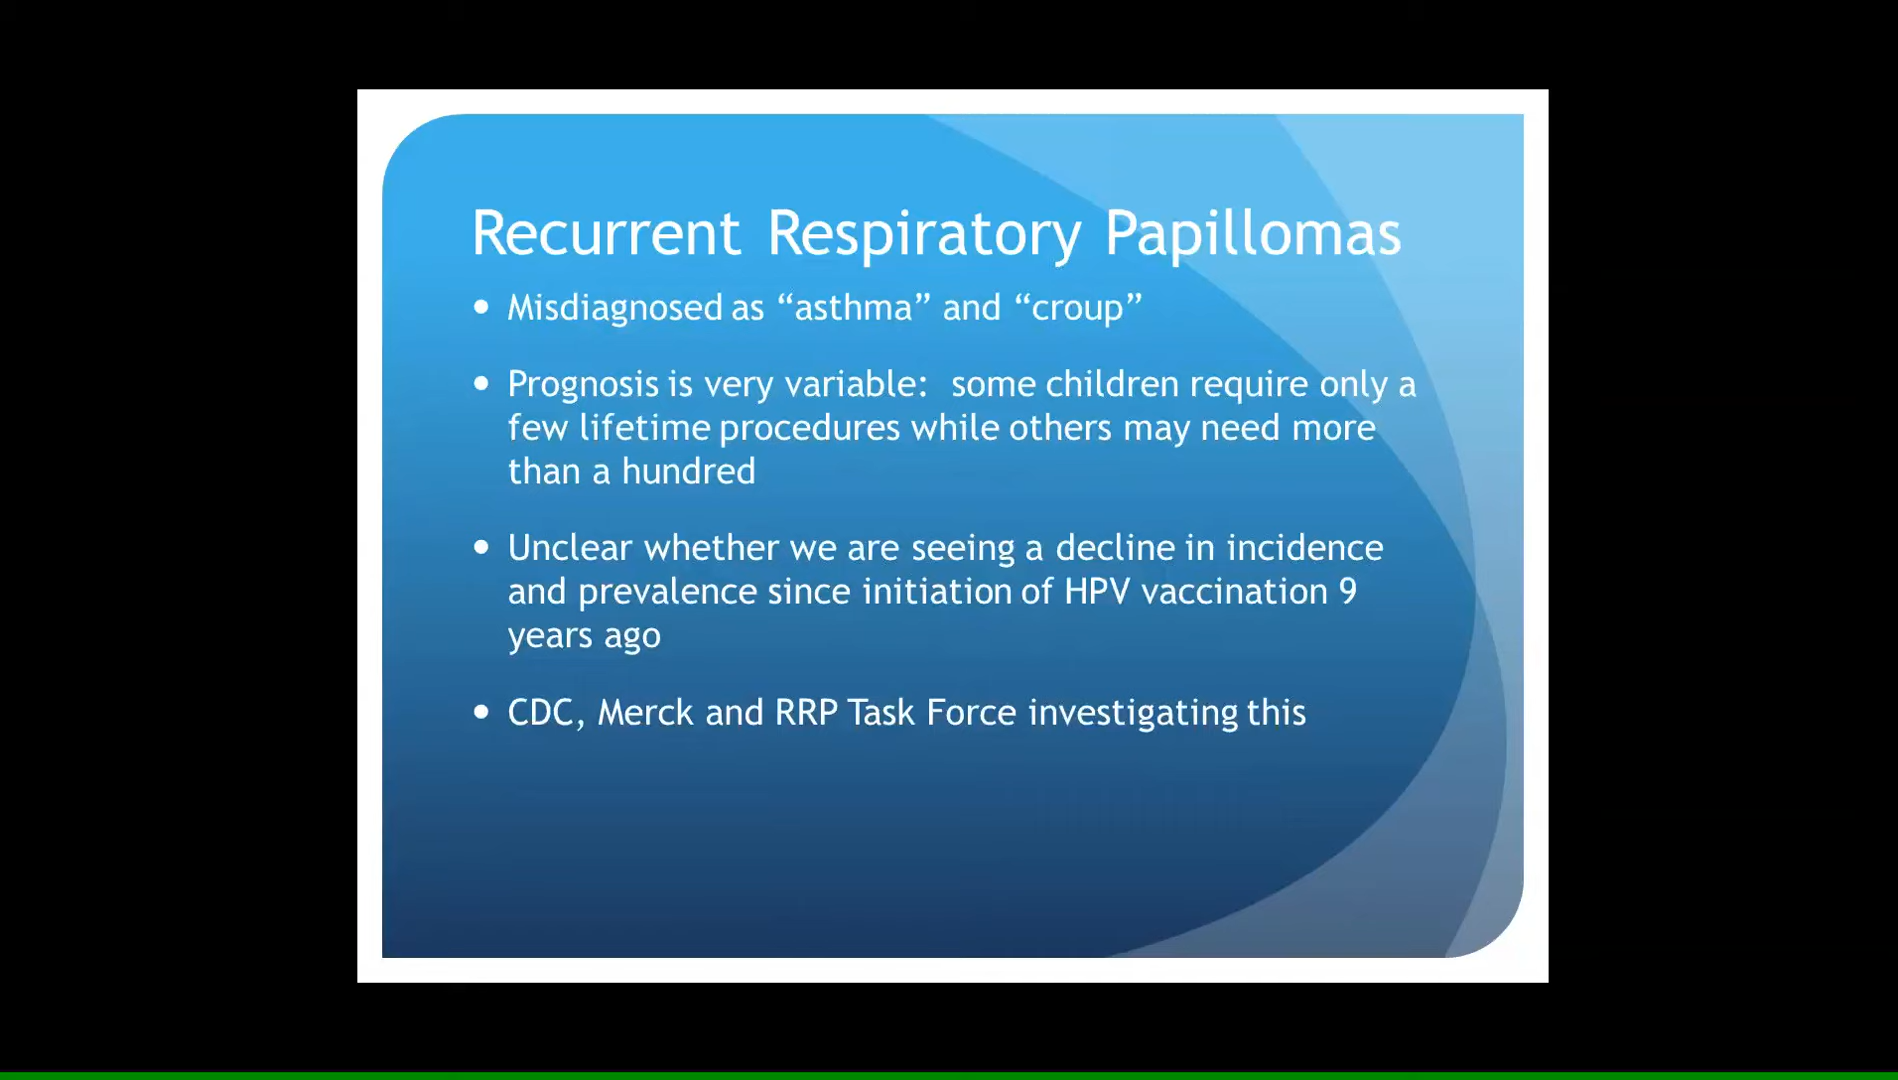 Recurrent Respiratory Papillomas
• Misdiagnosed as “asthma” and “croup”
• Prognosis is very variable: some children require only a
few lifetime procedures while others may need more
than a hundred
• Unclear whether we are seeing a decline in incidence
and prevalence since initiation of HPV vaccination 9
years ago
• CDC, Merck and RRP Task Force investigating this